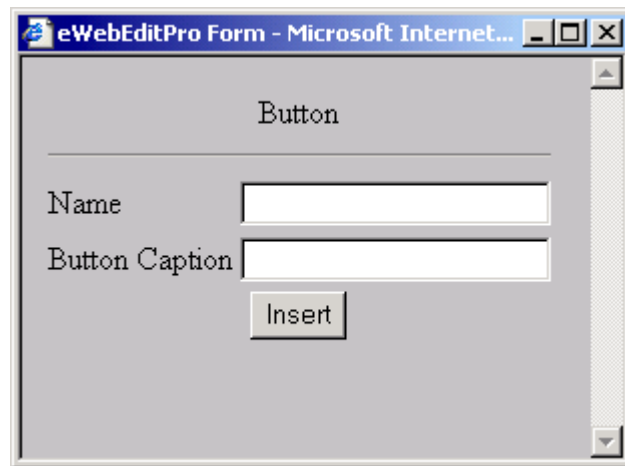 eWebEditPro Form - Microsoft Internet...
Button
Name
Button Caption
Insert